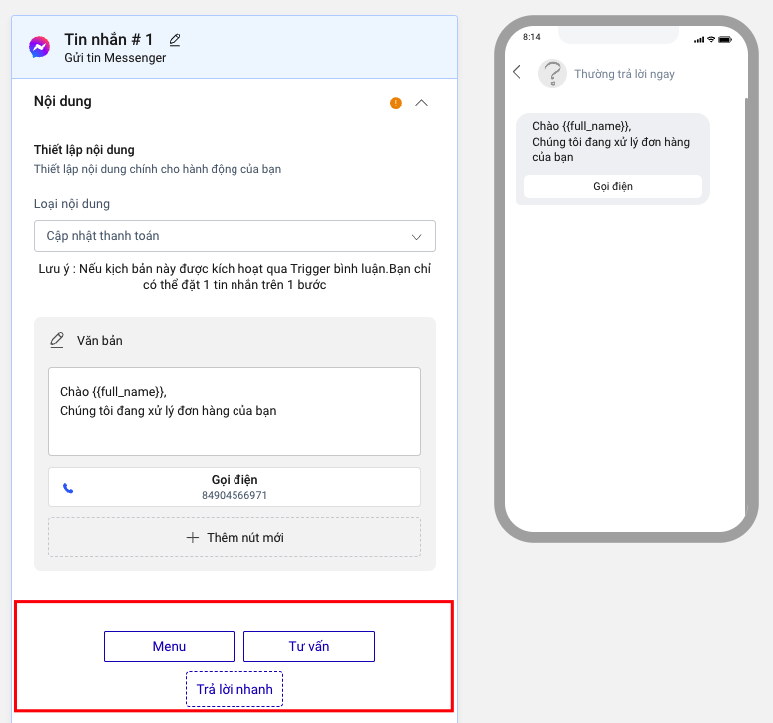 Tin nhắn # 1
Gửi tin Messenger
Nội dung
Thiết lập nội dung
Thiết lập nội dung chính cho hành động của bạn
Loại nội dung
Cập nhật thanh toán
Lưu ý : Nếu kịch bản này được kích hoạt qua Trigger bình luận.Bạn chỉ
có thể đặt 1 tin nhắn trên 1 bước
Văn bản
Chào {{full_name}},
Chúng tôi đang xử lý đơn hàng của bạn
Gọi điện
84904566971
Thêm nút mới
Menu
Tư vấn
Trả lời nhanh
8:14
Thường trả lời ngay
Chào {{full_name}},
Chúng tôi đang xử lý đơn hàng
của bạn
Gọi điện